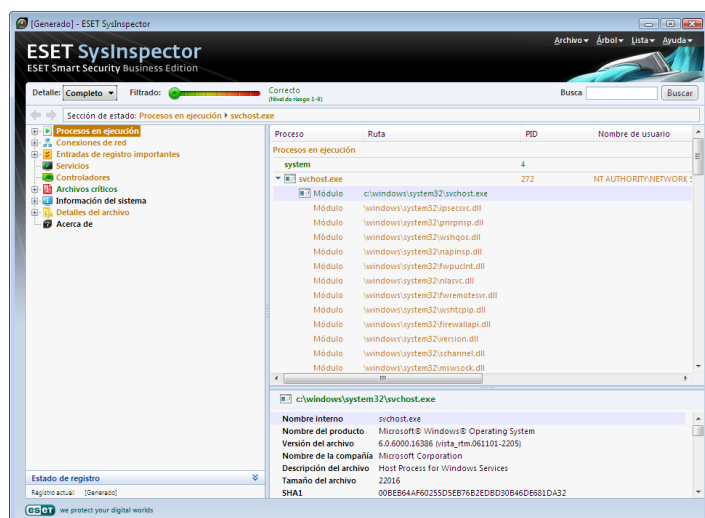 [Generado] - ESET SysInspector
ESET SysInspector
ESET Smart Security Business Edition
Archivo Árbol Lista Ayuda
Detalle: Completo Filtrado: Correcto (Nivel de riesgo 1-9) Busca Buscar
Sección de estado: Procesos en ejecución svchost.exe
Procesos en ejecución
Conexiones de red
Entradas de registro importantes
Servicios
Controladores
Archivos críticos
Información del sistema
Detalles del archivo
Acerca de
Proceso Ruta PID Nombre de usuario
Procesos en ejecución
system 4
svchost.exe 272 NT AUTHORITY\NETWORK S
Módulo c:\windows\system32\svchost.exe
Módulo \windows\system32\ipsecsvc.dll
Módulo \windows\system32\pnrpnsp.dll
Módulo \windows\system32\wshqos.dll
Módulo \windows\system32\napinsp.dll
Módulo \windows\system32\fwpuclnt.dll
Módulo \windows\system32\nlasvc.dll
Módulo \windows\system32\fwremotesvr.dll
Módulo \windows\system32\wshtcpip.dll
Módulo \windows\system32\firewallapi.dll
Módulo \windows\system32\version.dll
Módulo \windows\system32\schannel.dll
Módulo \windows\system32\mswsock.dll
c:\windows\system32\svchost.exe
Nombre interno svchost.exe
Nombre del producto Microsoft® Windows® Operating System
Versión del archivo 6.0.6000.16386 (vista_rtm.061101-2205)
Nombre de la compañía Microsoft Corporation
Descripción del archivo Host Process for Windows Services
Tamaño del archivo 22016
SHA1 00BEB64AF60255D5EB76B2EDBD30B46DE681DA32
Estado de registro
Registro actual: [Generado]
eseT we protect your digital worlds